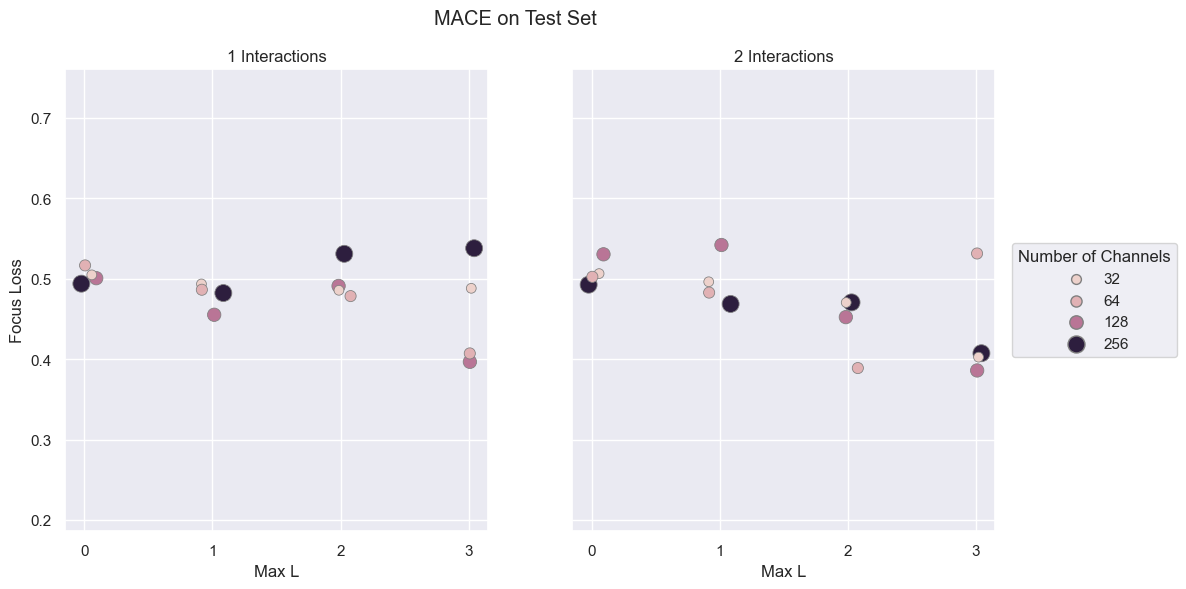 MACE on Test Set
1 Interactions
2 Interactions
Focus Loss
0.7
0.6
0.5
0.4
0.3
0.2
0
1
2
3
Max L
0
1
2
3
Max L
Number of Channels
32
64
128
256